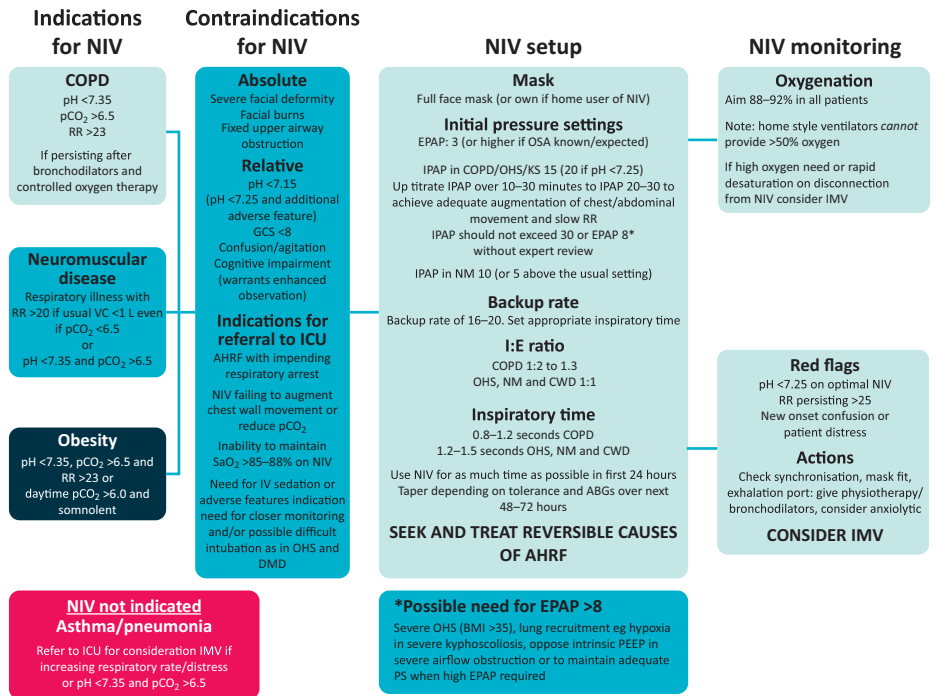 Indications
for NIV
COPD
pH <7.35
pCO₂ >6.5
RR >23
If persisting after
bronchodilators and
controlled oxygen therapy
Neuromuscular
disease
Respiratory illness with
RR >20 if usual VC <1 L even
if pCO₂ <6.5
or
pH <7.35 and pCO₂ >6.5
Obesity
pH <7.35, pCO₂ >6.5 and
RR >23 or
daytime pCO₂ >6.0 and
somnolent
NIV not indicated
Asthma/pneumonia
Refer to ICU for consideration IMV if
increasing respiratory rate/distress
or pH <7.35 and pCO₂ >6.5
Contraindications
for NIV
Absolute
Severe facial deformity
Facial burns
Fixed upper airway
obstruction
Relative
pH <7.15
(pH <7.25 and additional
adverse feature)
GCS <8
Confusion/agitation
Cognitive impairment
(warrants enhanced
observation)
Indications for
referral to ICU
AHRF with impending
respiratory arrest
NIV failing to augment
chest wall movement or
reduce pCO₂
Inability to maintain
SaO₂ >85–88% on NIV
Need for IV sedation or
adverse features indication
need for closer monitoring
and/or possible difficult
intubation as in OHS and
DMD
NIV setup
Mask
Full face mask (or own if home user of NIV)
Initial pressure settings
EPAP: 3 (or higher if OSA known/expected)
IPAP in COPD/OHS/KS 15 (20 if pH <7.25)
Up titrate IPAP over 10–30 minutes to IPAP 20–30 to
achieve adequate augmentation of chest/abdominal
movement and slow RR
IPAP should not exceed 30 or EPAP 8*
without expert review
IPAP in NM 10 (or 5 above the usual setting)
Backup rate
Backup rate of 16–20. Set appropriate inspiratory time
I:E ratio
COPD 1:2 to 1.3
OHS, NM and CWD 1:1
Inspiratory time
0.8–1.2 seconds COPD
1.2–1.5 seconds OHS, NM and CWD
Use NIV for as much time as possible in first 24 hours
Taper depending on tolerance and ABGs over next
48–72 hours
SEEK AND TREAT REVERSIBLE CAUSES
OF AHRF
*Possible need for EPAP >8
Severe OHS (BMI >35), lung recruitment eg hypoxia
in severe kyphoscoliosis, oppose intrinsic PEEP in
severe airflow obstruction or to maintain adequate
PS when high EPAP required
NIV monitoring
Oxygenation
Aim 88–92% in all patients
Note: home style ventilators cannot
provide >50% oxygen
If high oxygen need or rapid
desaturation on disconnection
from NIV consider IMV
Red flags
pH <7.25 on optimal NIV
RR persisting >25
New onset confusion or
patient distress
Actions
Check synchronisation, mask fit,
exhalation port: give physiotherapy/
bronchodilators, consider anxiolytic
CONSIDER IMV